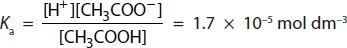 Kₐ = [H⁺][CH₃COO⁻] / [CH₃COOH] = 1.7 × 10⁻⁵ mol dm⁻³